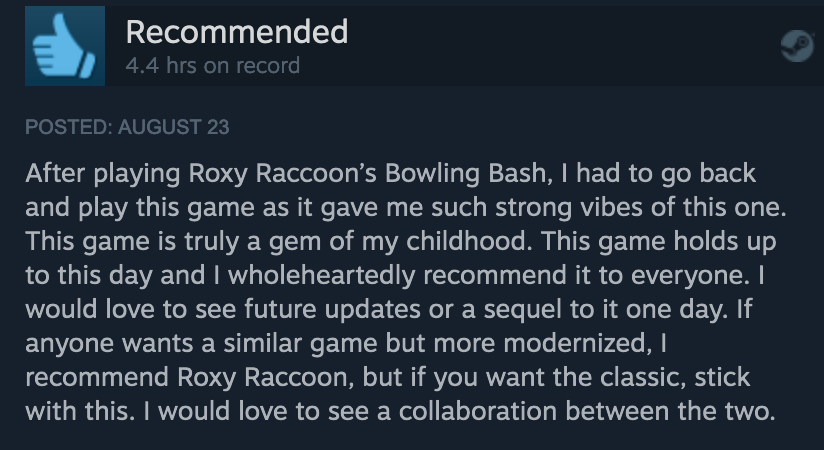 Recommended
4.4 hrs on record
POSTED: AUGUST 23
After playing Roxy Raccoon’s Bowling Bash, I had to go back
and play this game as it gave me such strong vibes of this one.
This game is truly a gem of my childhood. This game holds up
to this day and I wholeheartedly recommend it to everyone. I
would love to see future updates or a sequel to it one day. If
anyone wants a similar game but more modernized, I
recommend Roxy Raccoon, but if you want the classic, stick
with this. I would love to see a collaboration between the two.